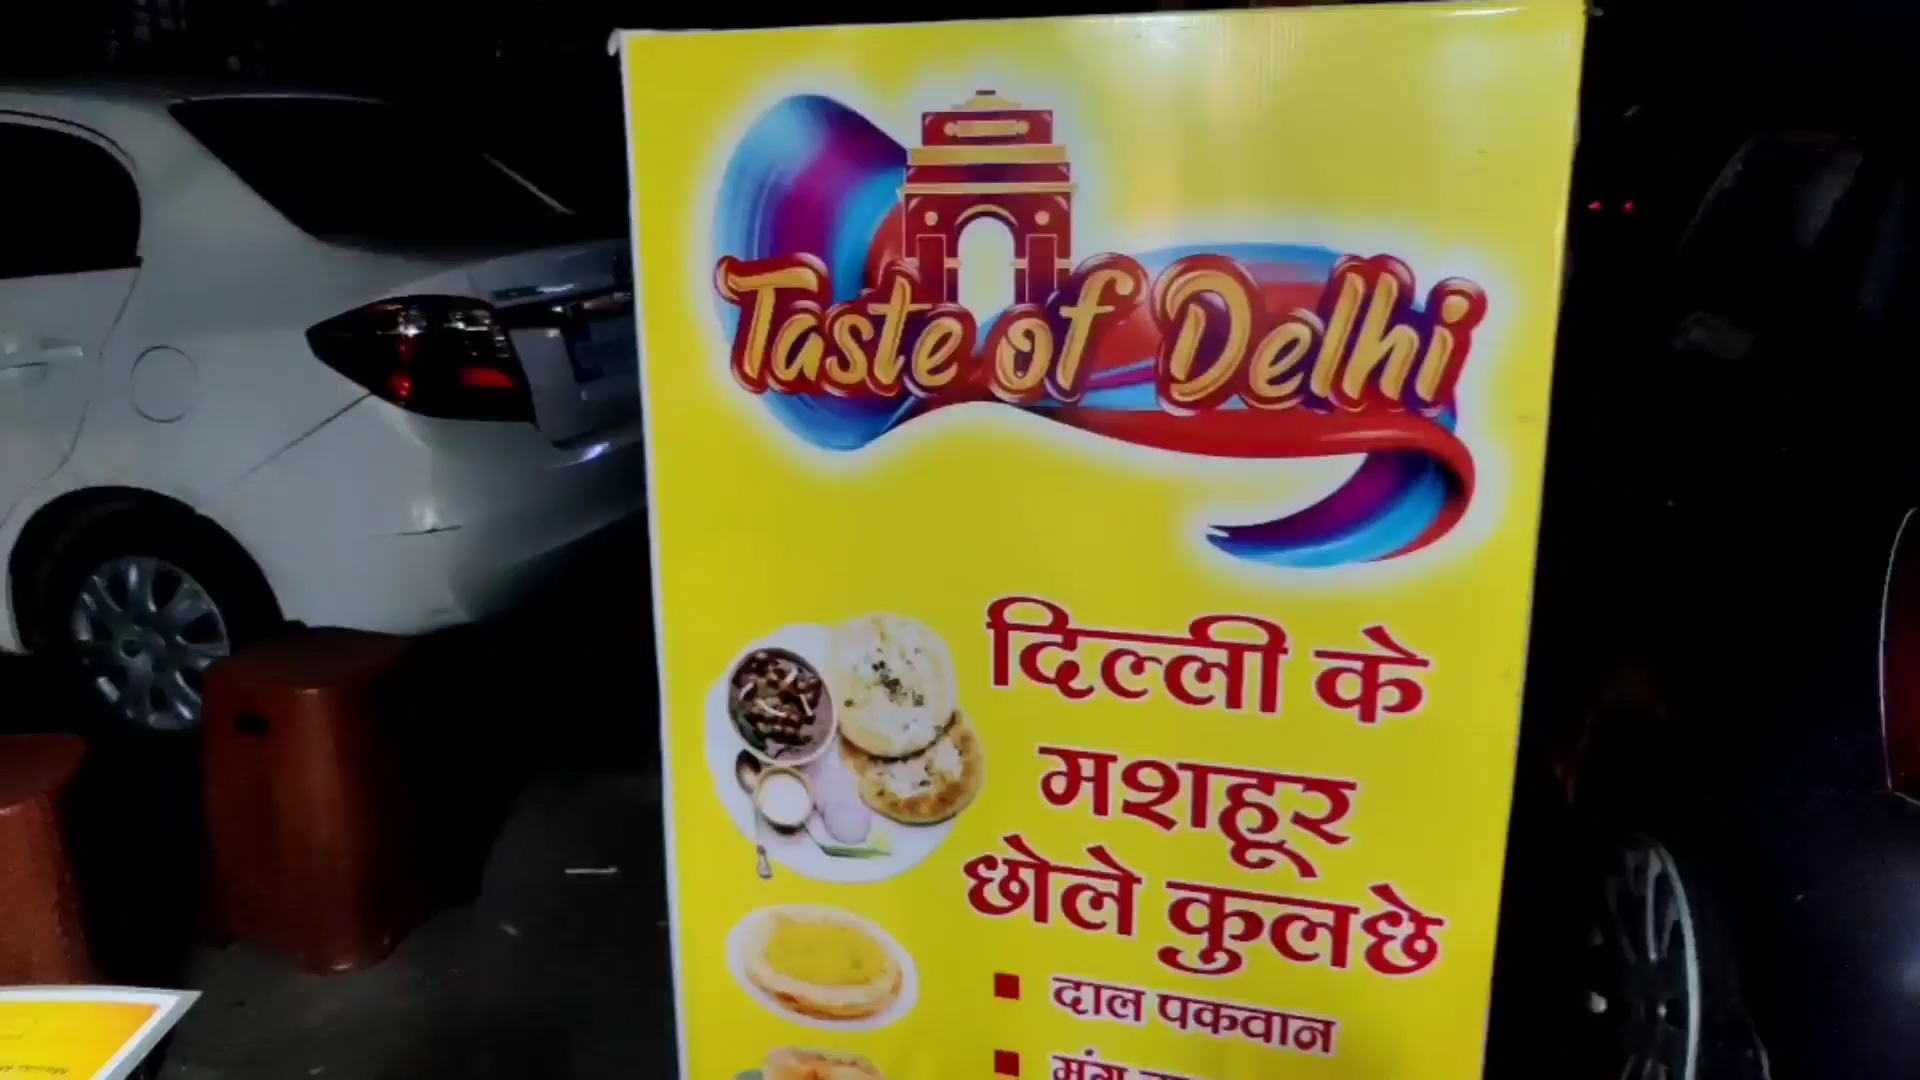 Taste of Delhi
दिल्ली के
मशहूर
छोले कुलछे
दाल पकवान